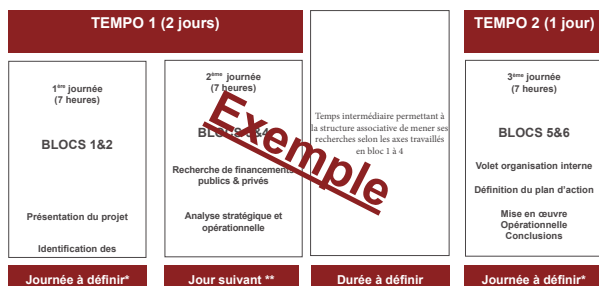 TEMPO 1 (2 jours)
TEMPO 2 (1 jour)
1ère journée
(7 heures)
BLOCS 1&2
Présentation du projet
Identification des
2ème journée
(7 heures)
BLOCS 3&4
Recherche de financements
publics & privés
Analyse stratégique et
opérationnelle
Temps intermédiaire permettant à
la structure associative de mener ses
recherches selon les axes travaillés
en bloc 1 à 4
3ème journée
(7 heures)
BLOCS 5&6
Volet organisation interne
Définition du plan d'action
Mise en œuvre
Opérationnelle
Conclusions
Exemple
Journée à définir*
Jour suivant **
Durée à définir
Journée à définir*